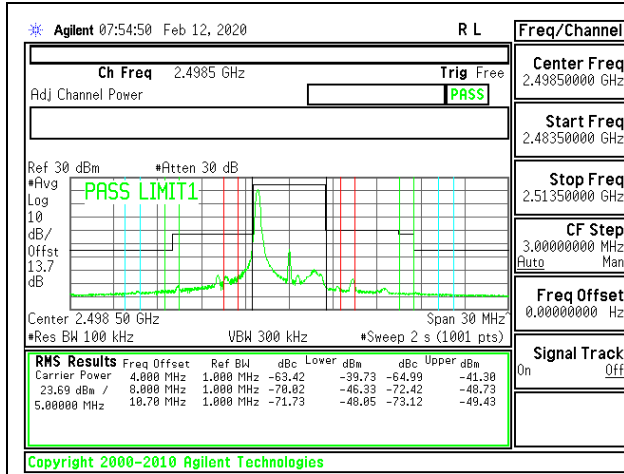 Agilent 07:54:50 Feb 12, 2020 R L
Ch Freq 2.4985 GHz Trig Free
Adj Channel Power PASS
Ref 30 dBm #Atten 30 dB
#Avg
Log
10
dB/
Offst
13.7
dB
PASS LIMIT1
Center 2.498 50 GHz Span 30 MHz
#Res BW 100 kHz VBW 300 kHz #Sweep 2 s (1001 pts)
RMS Results Freq Offset Ref BW dBc Lower dBm dBc Upper dBm
Carrier Power 4.000 MHz 1.000 MHz -63.42 -39.73 -64.99 -41.30
23.69 dBm / 8.000 MHz 1.000 MHz -70.02 -46.33 -72.42 -48.73
5.00000 MHz 10.70 MHz 1.000 MHz -71.73 -48.05 -73.12 -49.43
Copyright 2000-2010 Agilent Technologies
Freq/Channel
Center Freq
2.49850000 GHz
Start Freq
2.48350000 GHz
Stop Freq
2.51350000 GHz
CF Step
3.00000000 MHz
Auto Man
Freq Offset
0.00000000 Hz
Signal Track
On Off